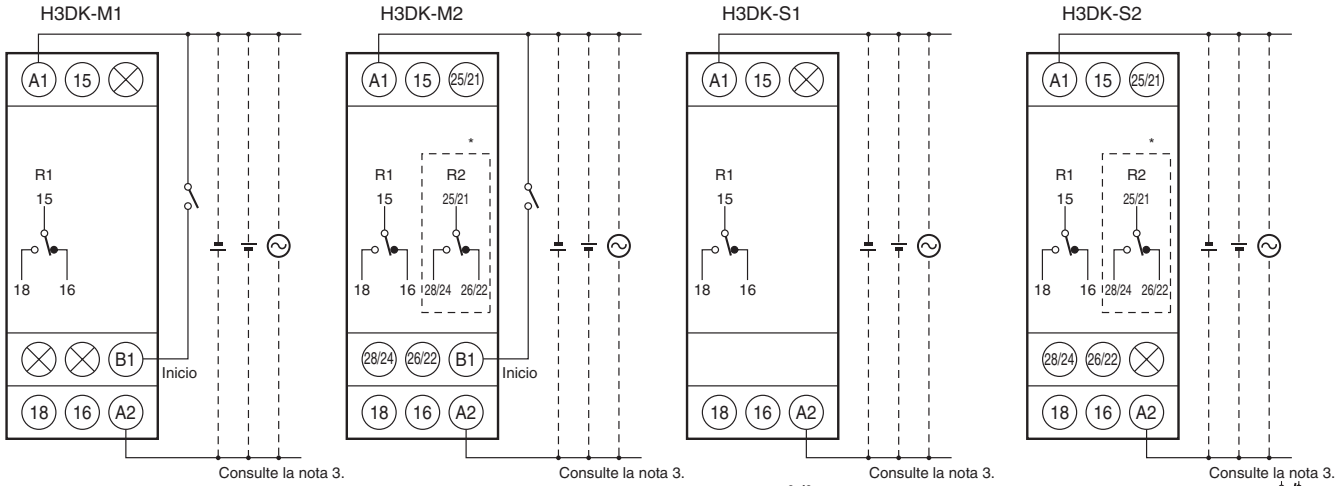 H3DK-M1
A1 15
R1
15
18 16
B1
Inicio
18 16 A2
Consulte la nota 3.
H3DK-M2
A1 15 25/21
*
R1 R2
15 25/21
18 16 28/24 26/22
28/24 26/22 B1
Inicio
18 16 A2
Consulte la nota 3.
H3DK-S1
A1 15
R1
15
18 16
18 16 A2
Consulte la nota 3.
H3DK-S2
A1 15 25/21
*
R1 R2
15 25/21
18 16 28/24 26/22
28/24 26/22
18 16 A2
Consulte la nota 3.